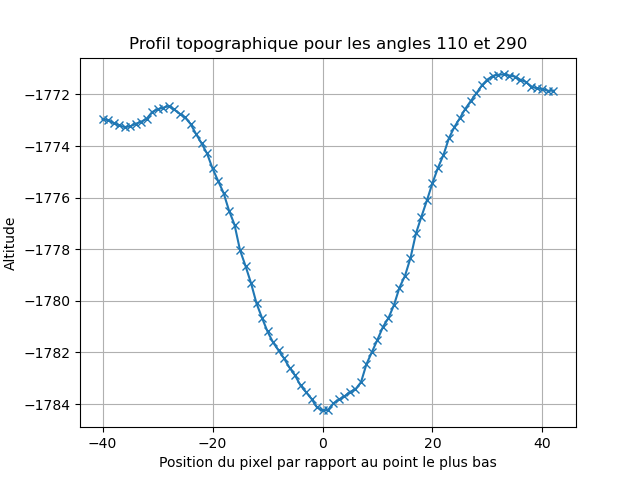 Profil topographique pour les angles 110 et 290
−1772
−1774
−1776
−1778
−1780
−1782
−1784
Altitude
−40 −20 0 20 40
Position du pixel par rapport au point le plus bas